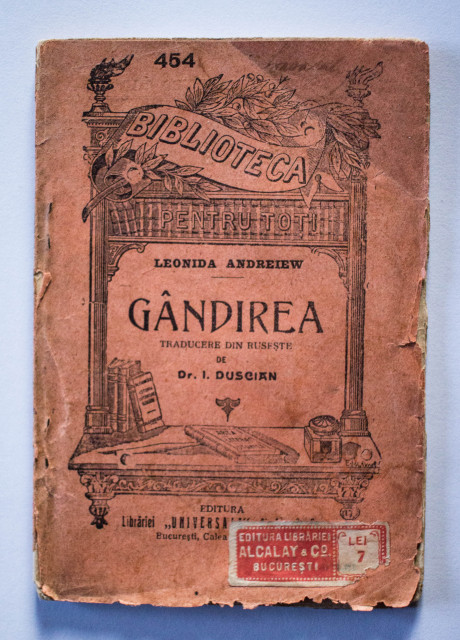 454
BIBLIOTECA
PENTRU TOȚI
LEONIDA ANDREIEW
GÂNDIREA
TRADUCERE DIN RUSEȘTE
DE
Dr. I. DUSCIAN
EDITURA
Librăriei „UNIVERSALA"
București, Calea
EDITURA LIBRĂRIEI
ALCALAY & Co.
BUCUREȘTI
LEI
7